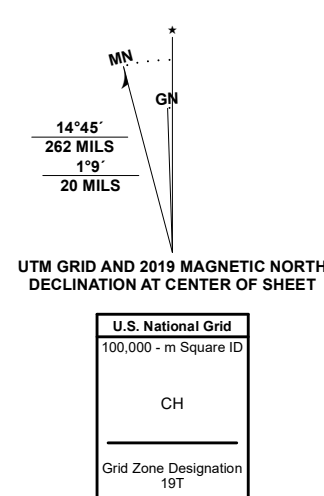 ★
MN
GN
14°45´
262 MILS
1°9´
20 MILS
UTM GRID AND 2019 MAGNETIC NORTH
DECLINATION AT CENTER OF SHEET
U.S. National Grid
100,000 - m Square ID
CH
Grid Zone Designation
19T